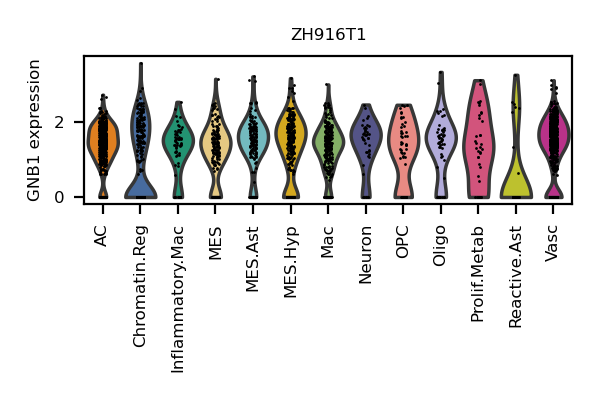 ZH916T1
GNB1 expression
2
0
AC
Chromatin.Reg
Inflammatory.Mac
MES
MES.Ast
MES.Hyp
Mac
Neuron
OPC
Oligo
Prolif.Metab
Reactive.Ast
Vasc